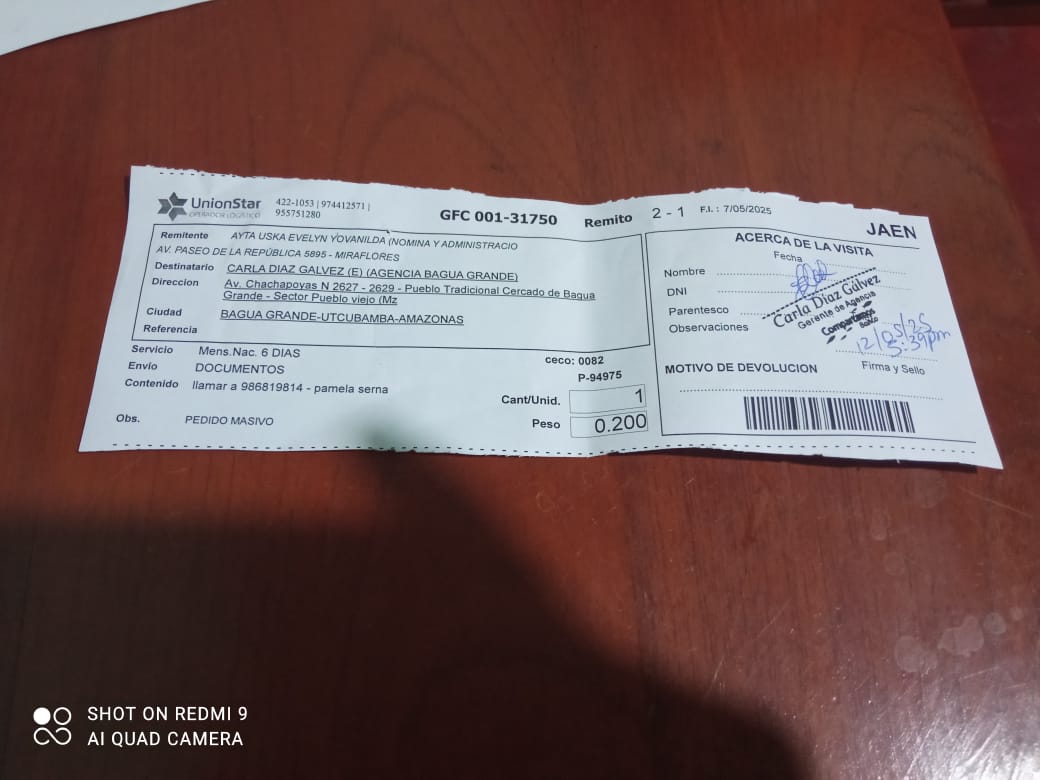 UnionStar
OPERADOR LOGÍSTICO
422-1053 | 974412571 |
955751280
GFC 001-31750
Remito 2 - 1 F.I.: 7/05/2025
JAEN
Remitente AYTA USKA EVELYN YOVANILDA (NOMINA Y ADMINISTRACIO
AV. PASEO DE LA REPÚBLICA 5895 - MIRAFLORES
Destinatario CARLA DIAZ GALVEZ (E) (AGENCIA BAGUA GRANDE)
Direccion Av. Chachapoyas N 2627 - 2629 - Pueblo Tradicional Cercado de Bagua
Grande - Sector Pueblo viejo (Mz
Ciudad BAGUA GRANDE-UTCUBAMBA-AMAZONAS
Referencia
Servicio Mens.Nac. 6 DIAS
Envio DOCUMENTOS
Contenido llamar a 986819814 - pamela serna
Obs. PEDIDO MASIVO
ceco: 0082
P-94975
Cant/Unid. 1
Peso 0.200
ACERCA DE LA VISITA
Fecha
Nombre
DNI
Parentesco
Observaciones
Carla Diaz Gálvez
Gerente de Agencia
Compartamos
Banco
12/05/25
3:39pm
Firma y Sello
MOTIVO DE DEVOLUCION
SHOT ON REDMI 9
AI QUAD CAMERA